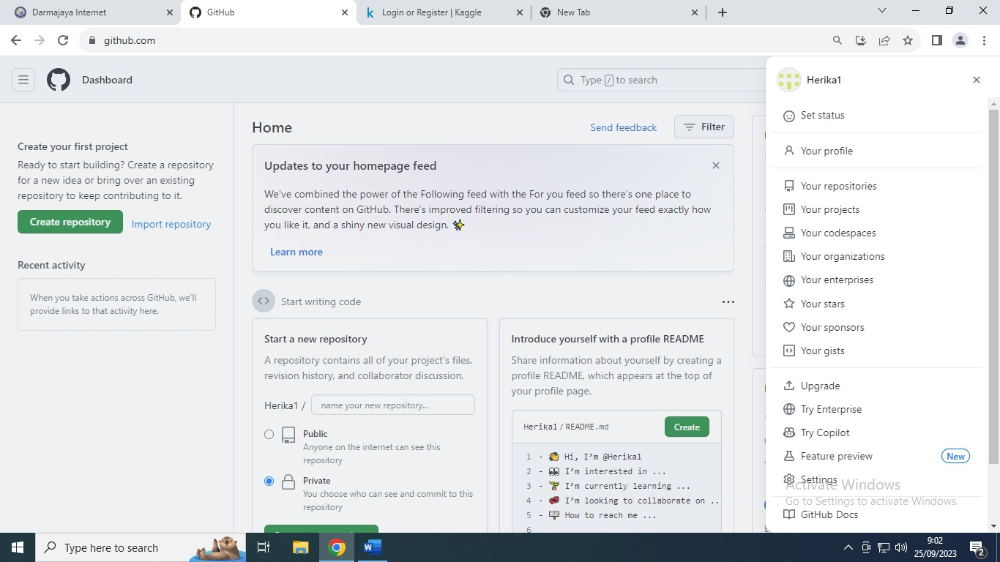 Darmajaya Internet
GitHub
Login or Register | Kaggle
New Tab
github.com
Dashboard
Type / to search
Herika1
Set status
Your profile
Your repositories
Your projects
Your codespaces
Your organizations
Your enterprises
Your stars
Your sponsors
Your gists
Upgrade
Try Enterprise
Try Copilot
Feature preview
New
Settings
GitHub Docs
Activate Windows
Go to Settings to activate Windows.
Create your first project
Ready to start building? Create a repository
for a new idea or bring over an existing
repository to keep contributing to it.
Create repository
Import repository
Recent activity
When you take actions across GitHub, we'll
provide links to that activity here.
Home
Send feedback
Filter
Updates to your homepage feed
We've combined the power of the Following feed with the For you feed so there's one place to
discover content on GitHub. There's improved filtering so you can customize your feed exactly how
you like it, and a shiny new visual design. ✨
Learn more
Start writing code
Start a new repository
A repository contains all of your project's files,
revision history, and collaborator discussion.
Herika1 / name your new repository...
Public
Anyone on the internet can see this
repository
Private
You choose who can see and commit to this
repository
Introduce yourself with a profile README
Share information about yourself by creating a
profile README, which appears at the top of
your profile page.
Herika1 / README.md
Create
1 - 👋 Hi, I'm @Herika1
2 - 👀 I'm interested in ...
3 - 🌱 I'm currently learning ...
4 - 💞️ I'm looking to collaborate on ..
5 - 📫 How to reach me ...
6
Type here to search
9:02
25/09/2023
2